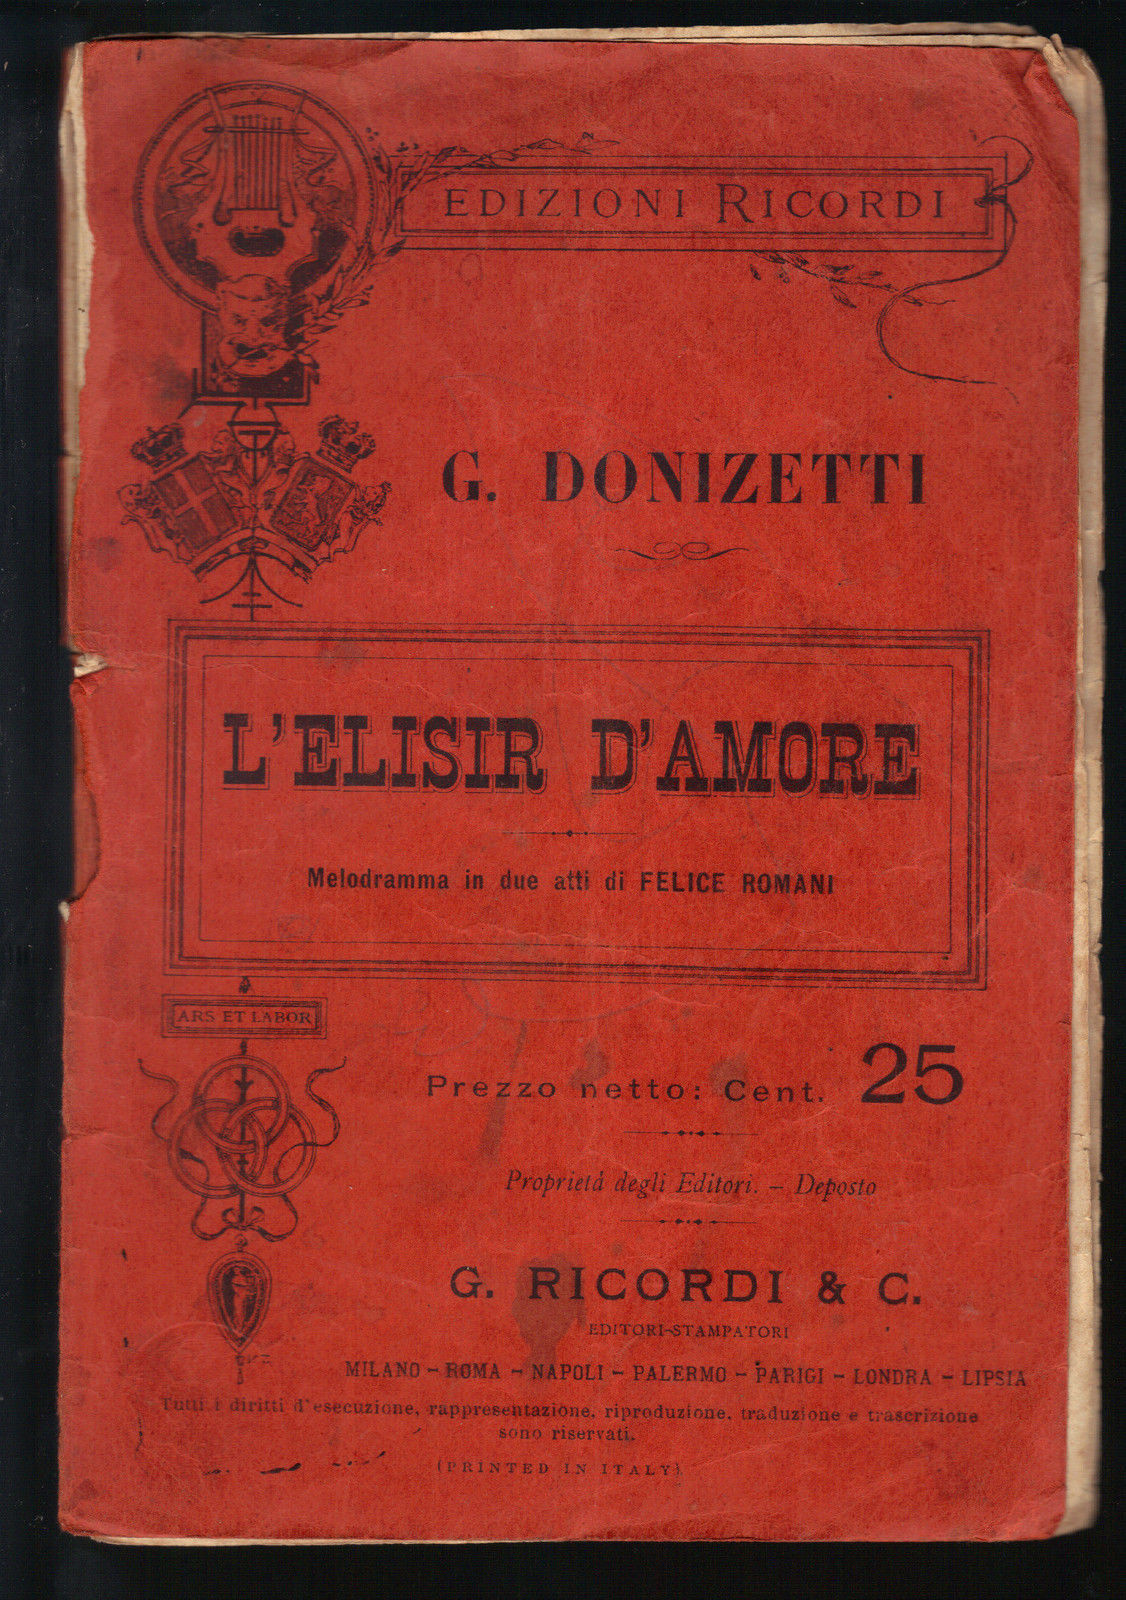 EDIZIONI RICORDI
G. DONIZETTI
L'ELISIR D'AMORE
Melodramma in due atti di FELICE ROMANI
ARS ET LABOR
Prezzo netto: Cent. 25
Proprietà degli Editori. – Deposto
G. RICORDI & C.
EDITORI-STAMPATORI
MILANO – ROMA – NAPOLI – PALERMO – PARIGI – LONDRA – LIPSIA
Tutti i diritti d'esecuzione, rappresentazione, riproduzione, traduzione e trascrizione
sono riservati.
(PRINTED IN ITALY).